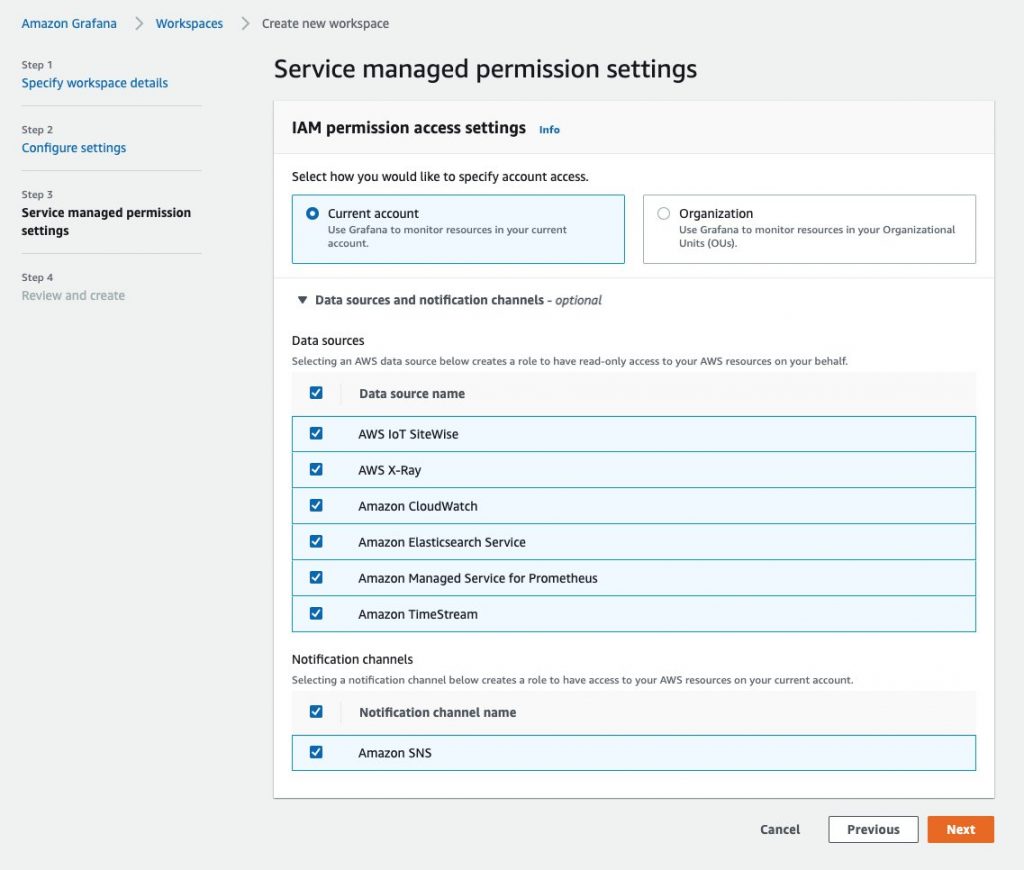 Amazon Grafana > Workspaces > Create new workspace
Step 1
Specify workspace details
Step 2
Configure settings
Step 3
Service managed permission
settings
Step 4
Review and create
Service managed permission settings
IAM permission access settings Info
Select how you would like to specify account access.
Current account
Use Grafana to monitor resources in your current
account.
Organization
Use Grafana to monitor resources in your Organizational
Units (OUs).
Data sources and notification channels - optional
Data sources
Selecting an AWS data source below creates a role to have read-only access to your AWS resources on your behalf.
Data source name
AWS IoT SiteWise
AWS X-Ray
Amazon CloudWatch
Amazon Elasticsearch Service
Amazon Managed Service for Prometheus
Amazon TimeStream
Notification channels
Selecting a notification channel below creates a role to have access to your AWS resources on your current account.
Notification channel name
Amazon SNS
Cancel Previous Next